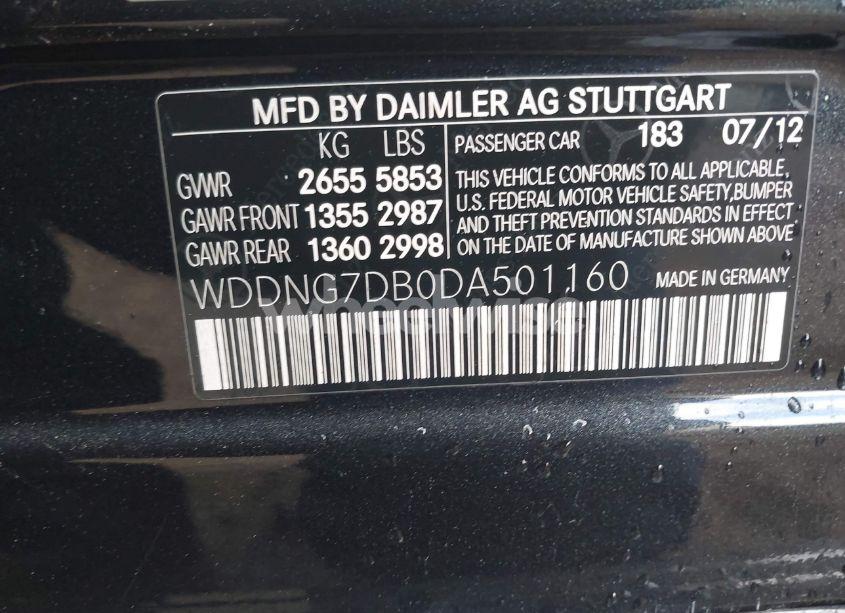 MFD BY DAIMLER AG STUTTGART
KG LBS
GVWR 2655 5853
GAWR FRONT 1355 2987
GAWR REAR 1360 2998
PASSENGER CAR 183 07/12
THIS VEHICLE CONFORMS TO ALL APPLICABLE,
U.S. FEDERAL MOTOR VEHICLE SAFETY,BUMPER
AND THEFT PREVENTION STANDARDS IN EFFECT
ON THE DATE OF MANUFACTURE SHOWN ABOVE
WDDNG7DB0DA501160
MADE IN GERMANY
Wheelwise